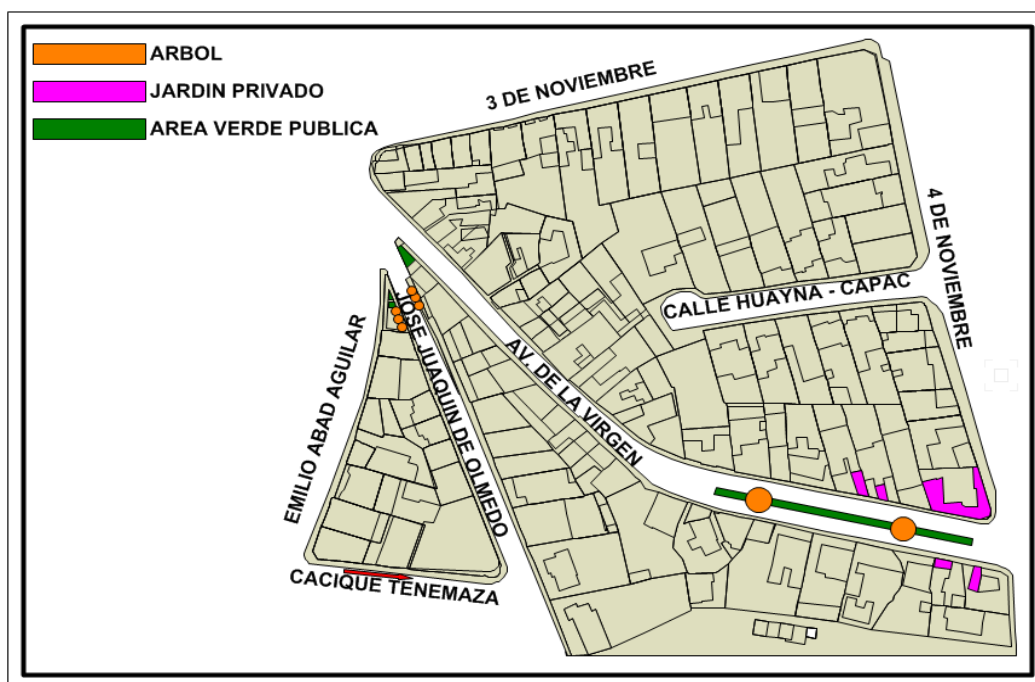 ARBOL
JARDIN PRIVADO
AREA VERDE PUBLICA
3 DE NOVIEMBRE
4 DE NOVIEMBRE
CALLE HUAYNA - CAPAC
AV. DE LA VIRGEN
JOSE JUAQUIN DE OLMEDO
EMILIO ABAD AGUILAR
CACIQUE TENEMAZA